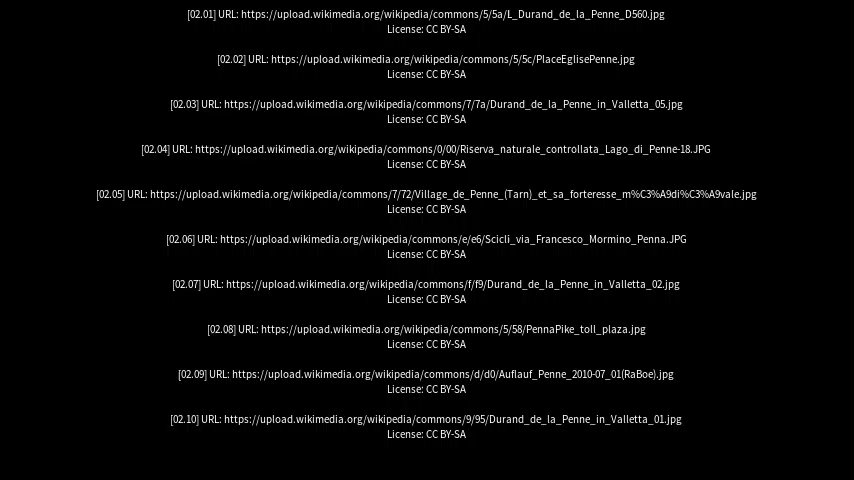 [02.01] URL: https://upload.wikimedia.org/wikipedia/commons/5/5a/L_Durand_de_la_Penne_D560.jpg
License: CC BY-SA
[02.02] URL: https://upload.wikimedia.org/wikipedia/commons/5/5c/PlaceEglisePenne.jpg
License: CC BY-SA
[02.03] URL: https://upload.wikimedia.org/wikipedia/commons/7/7a/Durand_de_la_Penne_in_Valletta_05.jpg
License: CC BY-SA
[02.04] URL: https://upload.wikimedia.org/wikipedia/commons/0/00/Riserva_naturale_controllata_Lago_di_Penne-18.JPG
License: CC BY-SA
[02.05] URL: https://upload.wikimedia.org/wikipedia/commons/7/72/Village_de_Penne_(Tarn)_et_sa_forteresse_m%C3%A9di%C3%A9vale.jpg
License: CC BY-SA
[02.06] URL: https://upload.wikimedia.org/wikipedia/commons/e/e6/Scicli_via_Francesco_Mormino_Penna.JPG
License: CC BY-SA
[02.07] URL: https://upload.wikimedia.org/wikipedia/commons/f/f9/Durand_de_la_Penne_in_Valletta_02.jpg
License: CC BY-SA
[02.08] URL: https://upload.wikimedia.org/wikipedia/commons/5/58/PennaPike_toll_plaza.jpg
License: CC BY-SA
[02.09] URL: https://upload.wikimedia.org/wikipedia/commons/d/d0/Auflauf_Penne_2010-07_01(RaBoe).jpg
License: CC BY-SA
[02.10] URL: https://upload.wikimedia.org/wikipedia/commons/9/95/Durand_de_la_Penne_in_Valletta_01.jpg
License: CC BY-SA